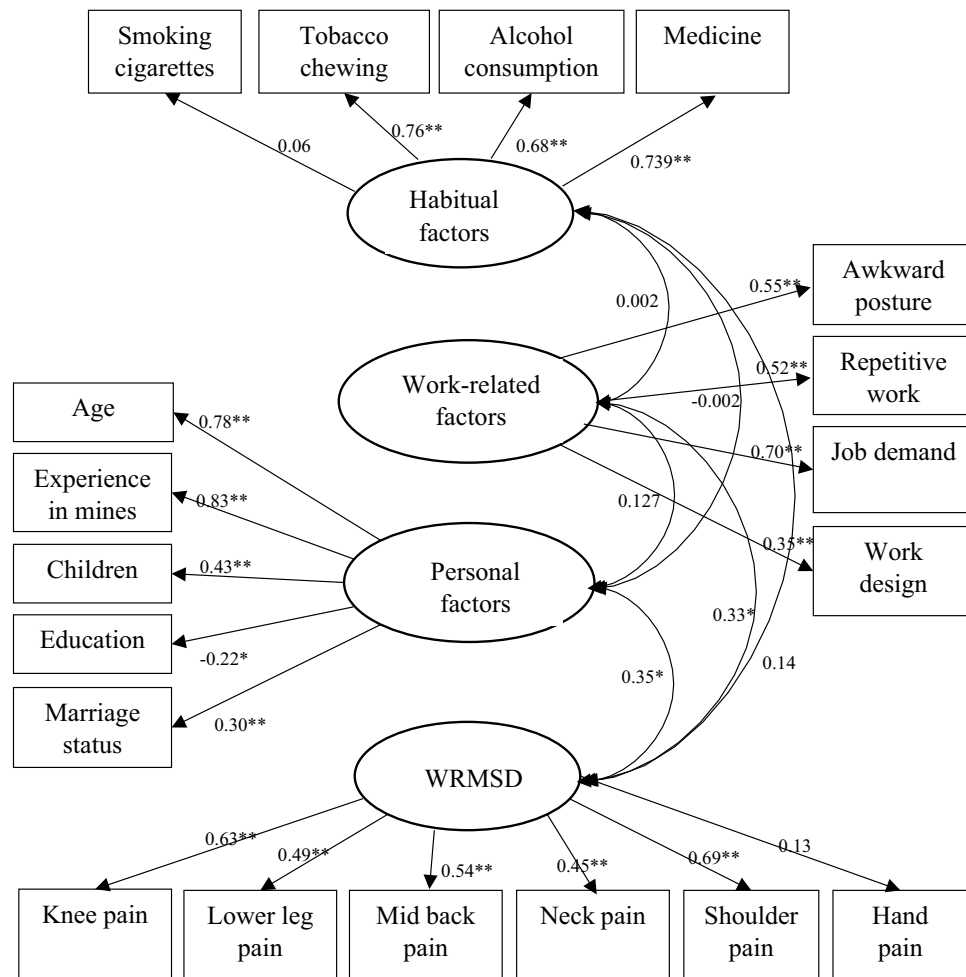 Smoking
cigarettes
Tobacco
chewing
Alcohol
consumption
Medicine
0.06
0.76**
0.68**
0.739**
Habitual
factors
Awkward
posture
0.55**
0.002
Repetitive
work
0.52**
Work-related
factors
-0.002
Age
0.78**
Job demand
0.70**
Experience
in mines
0.83**
0.127
0.35**
Work
design
Children
0.43**
Personal
factors
Education
-0.22*
0.33*
0.14
0.35*
Marriage
status
0.30**
WRMSD
0.63**
0.49**
0.54**
0.45**
0.69**
0.13
Knee pain
Lower leg
pain
Mid back
pain
Neck pain
Shoulder
pain
Hand
pain